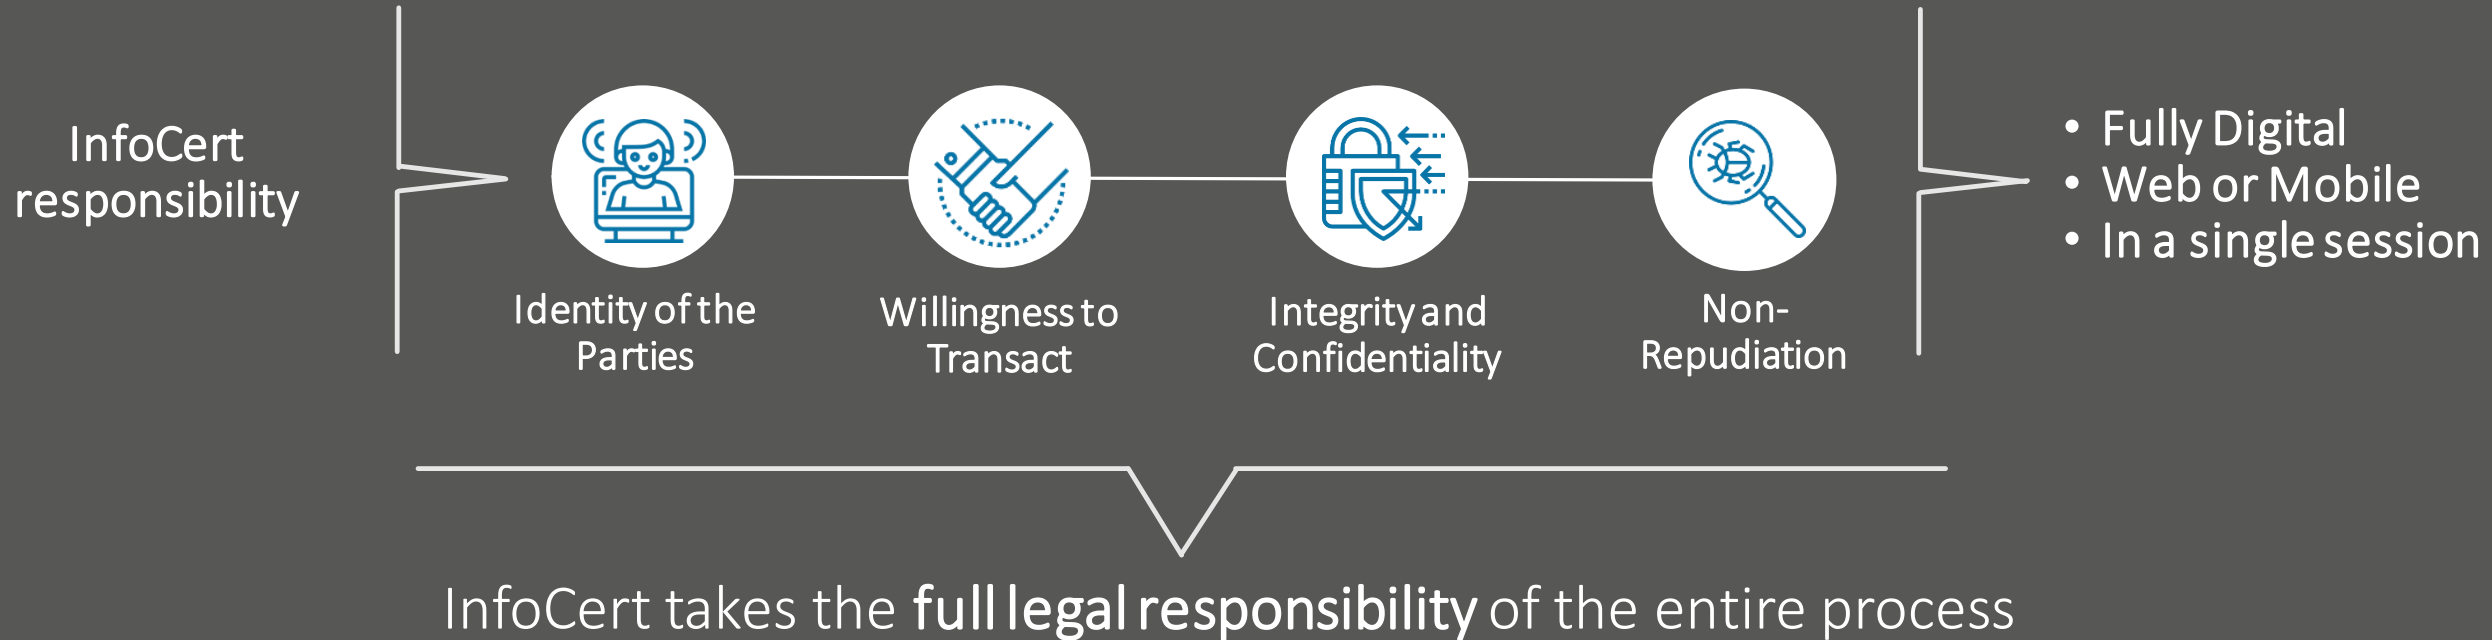 InfoCert
responsibility
Identity of the
Parties
Willingness to
Transact
Integrity and
Confidentiality
Non-
Repudiation
• Fully Digital
• Web or Mobile
• In a single session
InfoCert takes the full legal responsibility of the entire process